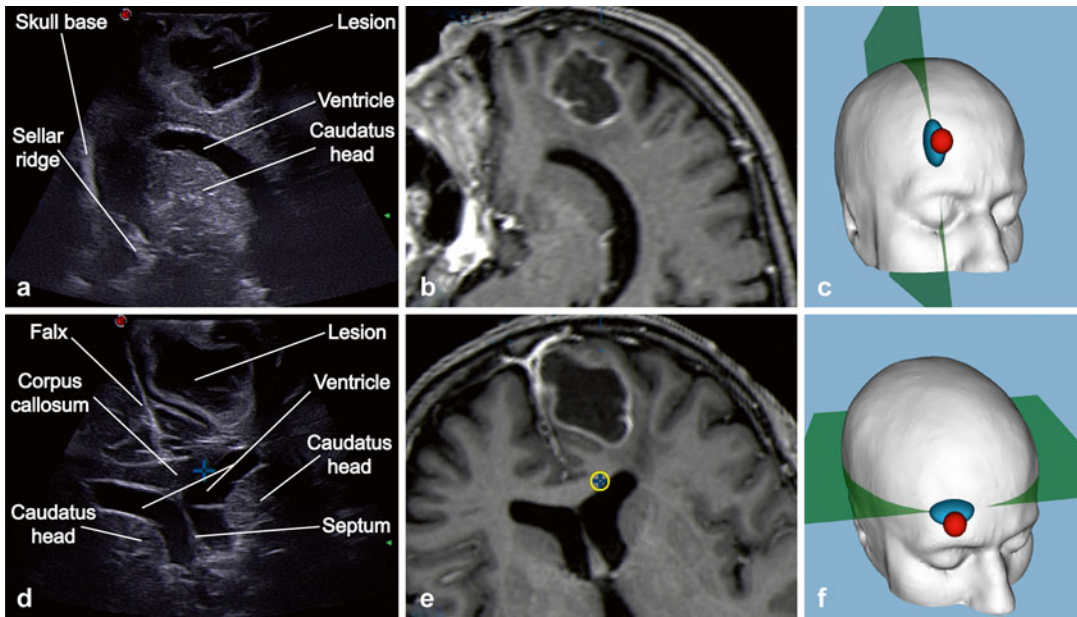 Skull base
Lesion
Ventricle
Caudatus
head
Sellar
ridge
a
b
c
Falx
Lesion
Corpus
callosum
Ventricle
Caudatus
head
Caudatus
head
Septum
d
e
f